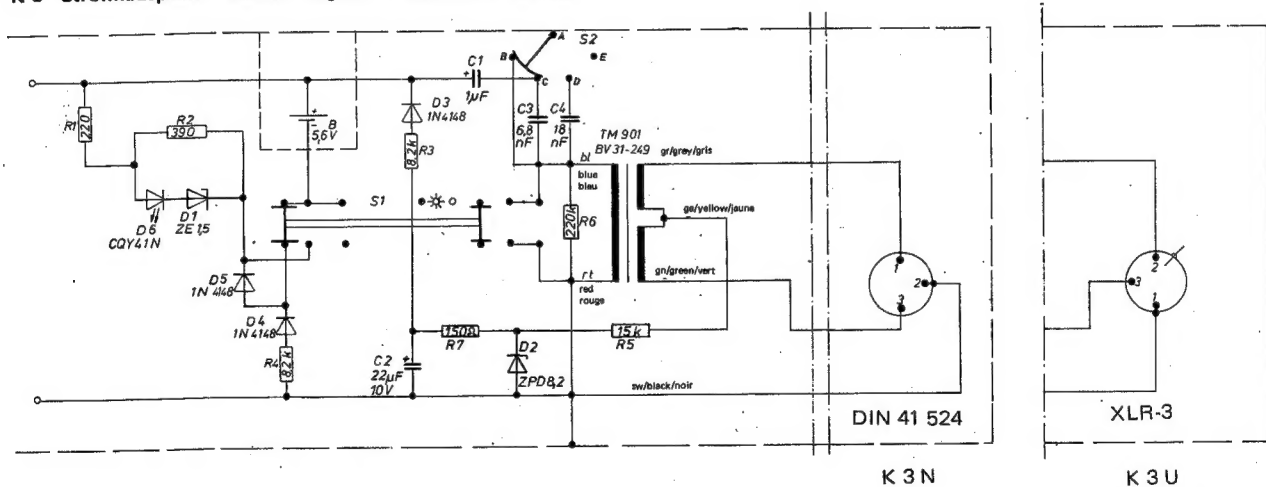 A
S2
B
E
C
b
C1
1µF
+
D3
1N4148
R1
220
R2
390
+
-
B
5,6V
8,2k
R3
C3
6,8
nF
C4
18
nF
TM 901
BV 31-249
bl
blue
bleu
gr/grey/gris
ge/yellow/jaune
gn/green/vert
D6
CQY41N
D1
ZE1,5
S1
220k
R6
rt
red
rouge
D5
1N 4148
D4
1N 4148
R4
8,2k
C2
22µF
10V
+
150Ω
R7
D2
ZPD8,2
15k
R5
sw/black/noir
1
2
3
2
3
1
DIN 41 524
XLR-3
K 3 N
K 3 U